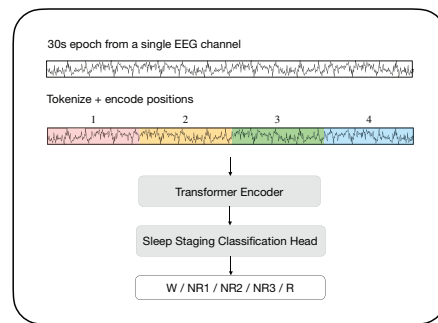 30s epoch from a single EEG channel
Tokenize + encode positions
1 2 3 4
Transformer Encoder
Sleep Staging Classification Head
W / NR1 / NR2 / NR3 / R